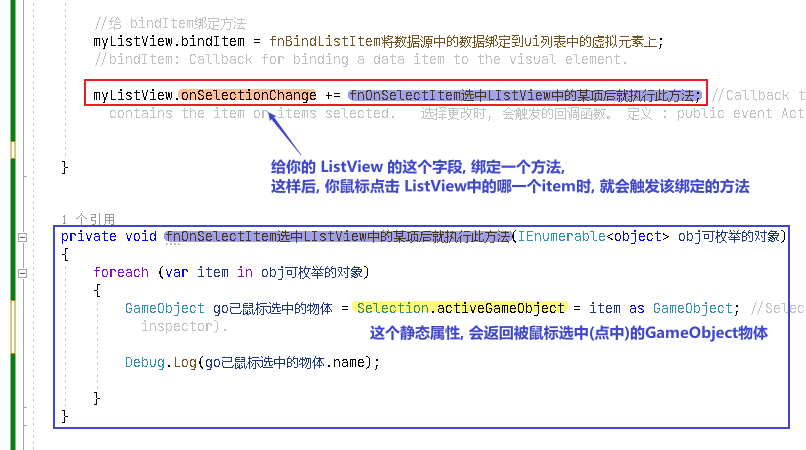 //给 bindItem绑定方法
myListView.bindItem = fnBindListItem将数据源中的数据绑定到ui列表中的虚拟元素上;
//bindItem: Callback for binding a data item to the visual element.
myListView.onSelectionChange += fnOnSelectItem选中LIstView中的某项后就执行此方法; //Callback t
contains the item or items selected. 选择更改时, 会触发的回调函数。 定义 : public event Act
给你的 ListView 的这个字段, 绑定一个方法,
这样后, 你鼠标点击 ListView中的哪一个item时, 就会触发该绑定的方法
}
1 个引用
private void fnOnSelectItem选中LIstView中的某项后就执行此方法(IEnumerable<object> obj可枚举的对象)
{
foreach (var item in obj可枚举的对象)
{
GameObject go已鼠标选中的物体 = Selection.activeGameObject = item as GameObject; //Selec
inspector).
这个静态属性, 会返回被鼠标选中(点中)的GameObject物体
Debug.Log(go已鼠标选中的物体.name);
}
}